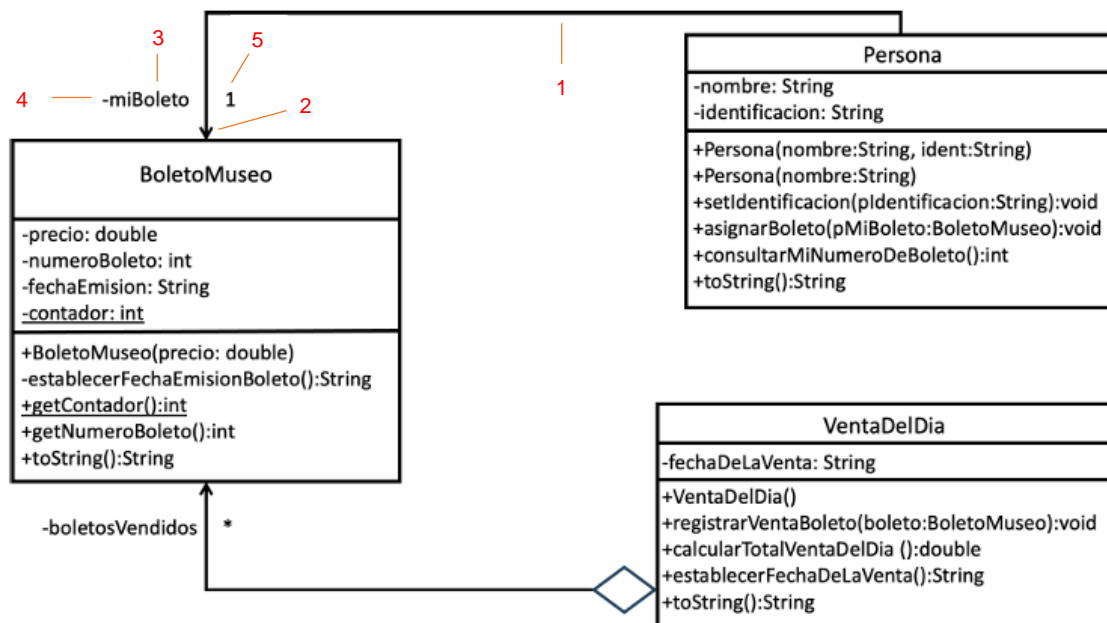 3
5
4
-miBoleto
1
2
1
Persona
-nombre: String
-identificacion: String
+Persona(nombre:String, ident:String)
+Persona(nombre:String)
+setIdentificacion(pIdentificacion:String):void
+asignarBoleto(pMiBoleto:BoletoMuseo):void
+consultarMiNumeroDeBoleto():int
+toString():String
BoletoMuseo
-precio: double
-numeroBoleto: int
-fechaEmision: String
-contador: int
+BoletoMuseo(precio: double)
-establecerFechaEmisionBoleto():String
+getContador():int
+getNumeroBoleto():int
+toString():String
-boletosVendidos
*
VentaDelDia
-fechaDeLaVenta: String
+VentaDelDia()
+registrarVentaBoleto(boleto:BoletoMuseo):void
+calcularTotalVentaDelDia ():double
+establecerFechaDeLaVenta():String
+toString():String